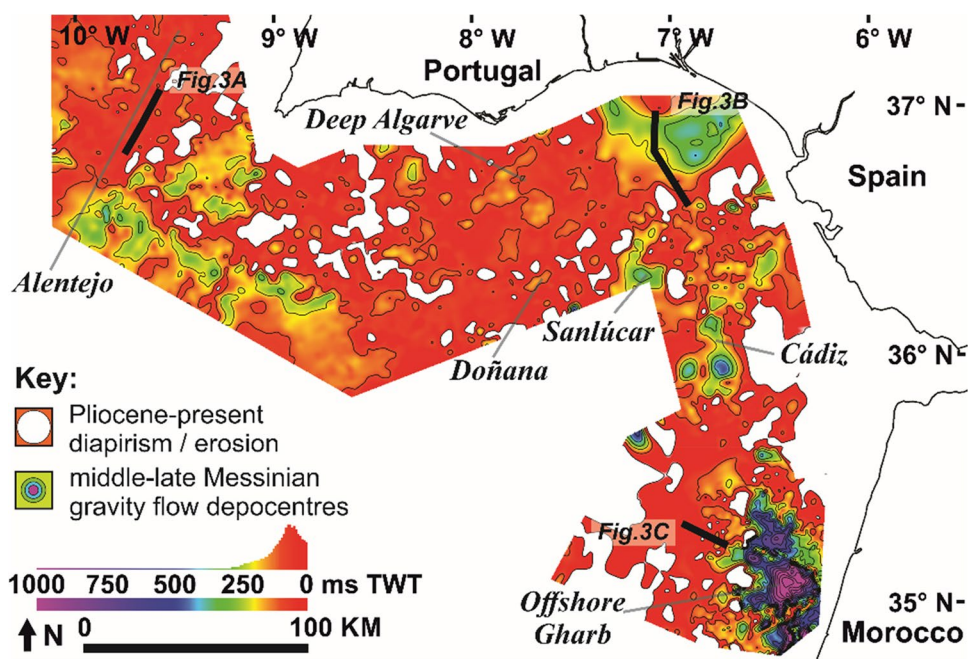 10° W
9° W
8° W
7° W
6° W
Portugal
Fig.3A
Fig.3B
37° N
Deep Algarve
Spain
Alentejo
Sanlúcar
Doñana
Cádiz
36° N
Key:
Pliocene-present
diapirism / erosion
middle-late Messinian
gravity flow depocentres
Fig.3C
1000 750 500 250 0 ms TWT
Offshore
Gharb
35° N
N
0 100 KM
Morocco